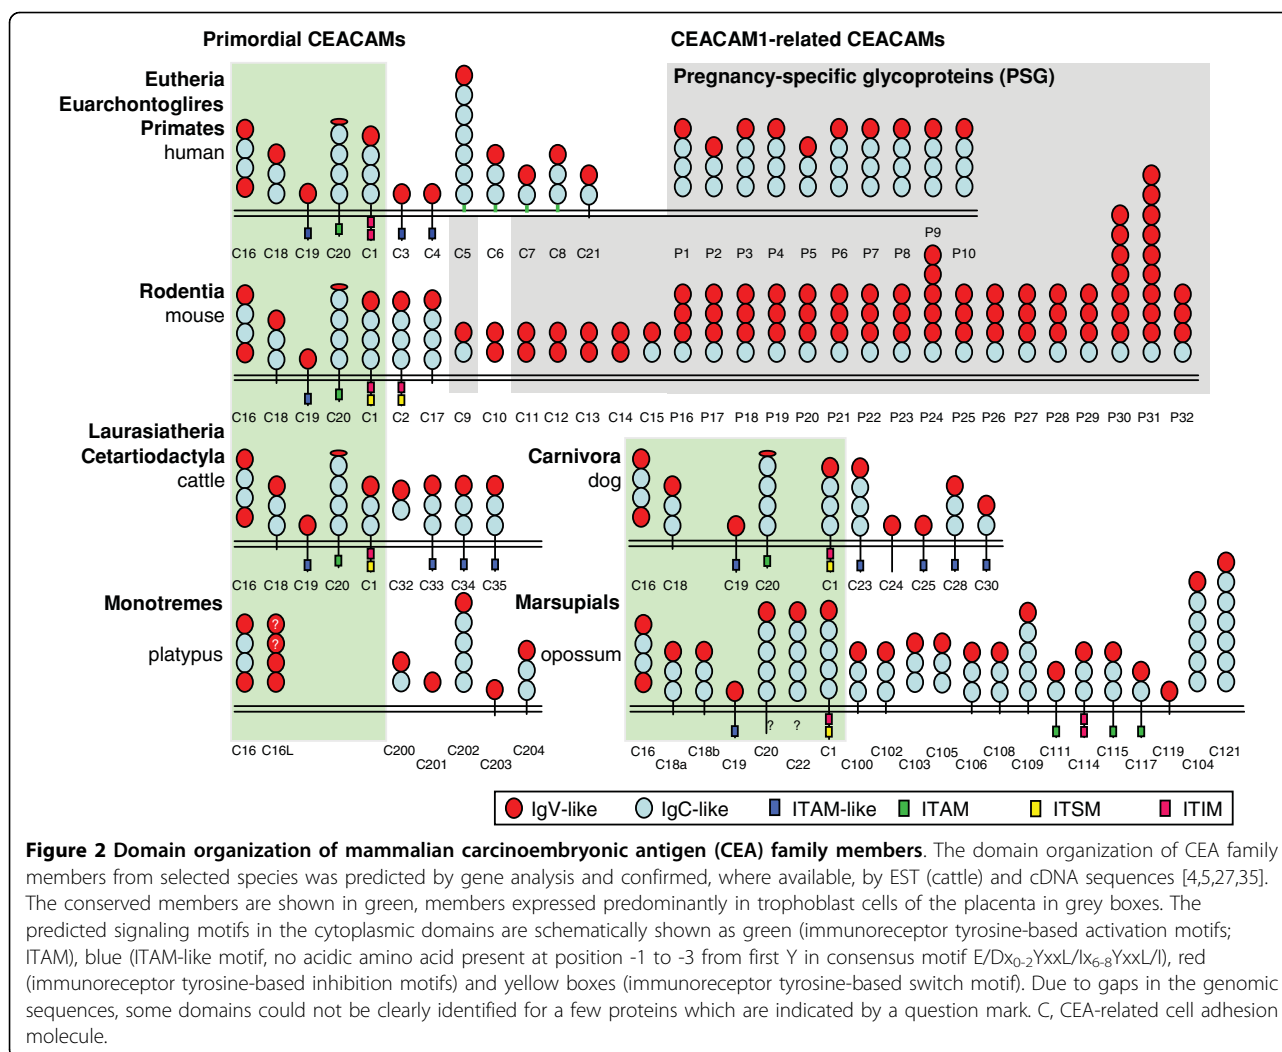 Primordial CEACAMs
CEACAM1-related CEACAMs
Pregnancy-specific glycoproteins (PSG)
Eutheria
Euarchontoglires
Primates
human
C16 C18 C19 C20 C1 C3 C4 C5 C6 C7 C8 C21 P1 P2 P3 P4 P5 P6 P7 P8 P9 P10
Rodentia
mouse
C16 C18 C19 C20 C1 C2 C17 C9 C10 C11 C12 C13 C14 C15 P16 P17 P18 P19 P20 P21 P22 P23 P24 P25 P26 P27 P28 P29 P30 P31 P32
Laurasiatheria
Cetartiodactyla
cattle
C16 C18 C19 C20 C1 C32 C33 C34 C35
Carnivora
dog
C16 C18 C19 C20 C1 C23 C24 C25 C28 C30
Monotremes
platypus
?
?
C16 C16L C200 C201 C202 C203 C204
Marsupials
opossum
? ?
C16 C18a C18b C19 C20 C22 C1 C100 C102 C103 C105 C106 C108 C109 C111 C114 C115 C117 C119 C104 C121
IgV-like IgC-like ITAM-like ITAM ITSM ITIM
Figure 2 Domain organization of mammalian carcinoembryonic antigen (CEA) family members. The domain organization of CEA family
members from selected species was predicted by gene analysis and confirmed, where available, by EST (cattle) and cDNA sequences [4,5,27,35].
The conserved members are shown in green, members expressed predominantly in trophoblast cells of the placenta in grey boxes. The
predicted signaling motifs in the cytoplasmic domains are schematically shown as green (immunoreceptor tyrosine-based activation motifs;
ITAM), blue (ITAM-like motif, no acidic amino acid present at position -1 to -3 from first Y in consensus motif E/Dx0-2YxxL/Ix6-8YxxL/I), red
(immunoreceptor tyrosine-based inhibition motifs) and yellow boxes (immunoreceptor tyrosine-based switch motif). Due to gaps in the genomic
sequences, some domains could not be clearly identified for a few proteins which are indicated by a question mark. C, CEA-related cell adhesion
molecule.